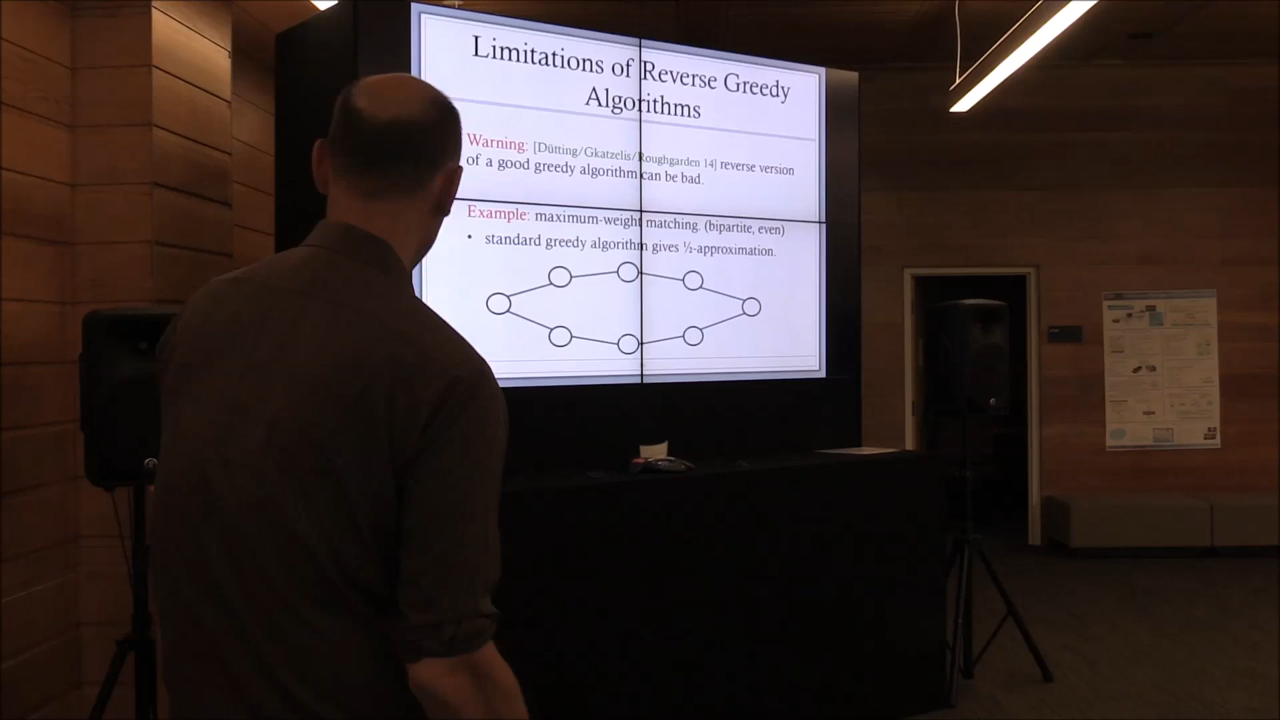 Limitations of Reverse Greedy
Algorithms
Warning: [Dütting/Gkatzelis/Roughgarden 14] reverse version
of a good greedy algorithm can be bad.
Example: maximum-weight matching. (bipartite, even)
• standard greedy algorithm gives ½-approximation.